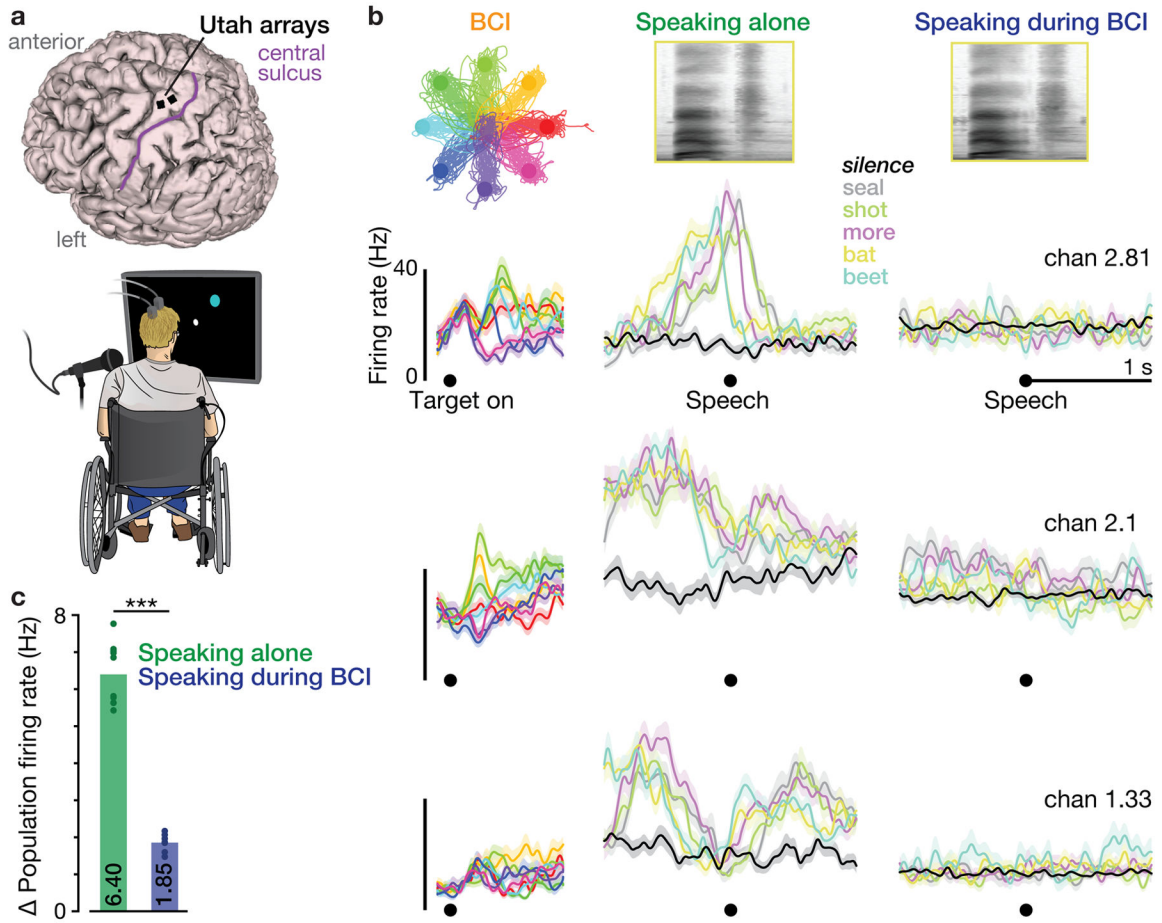 a
Utah arrays
anterior
central
sulcus
left
b
BCI
Speaking alone
Speaking during BCI
silence
seal
shot
more
bat
beet
Firing rate (Hz)
40
0
chan 2.81
1 s
Target on
Speech
Speech
chan 2.1
chan 1.33
c
Δ Population firing rate (Hz)
8
0
***
Speaking alone
Speaking during BCI
6.40
1.85